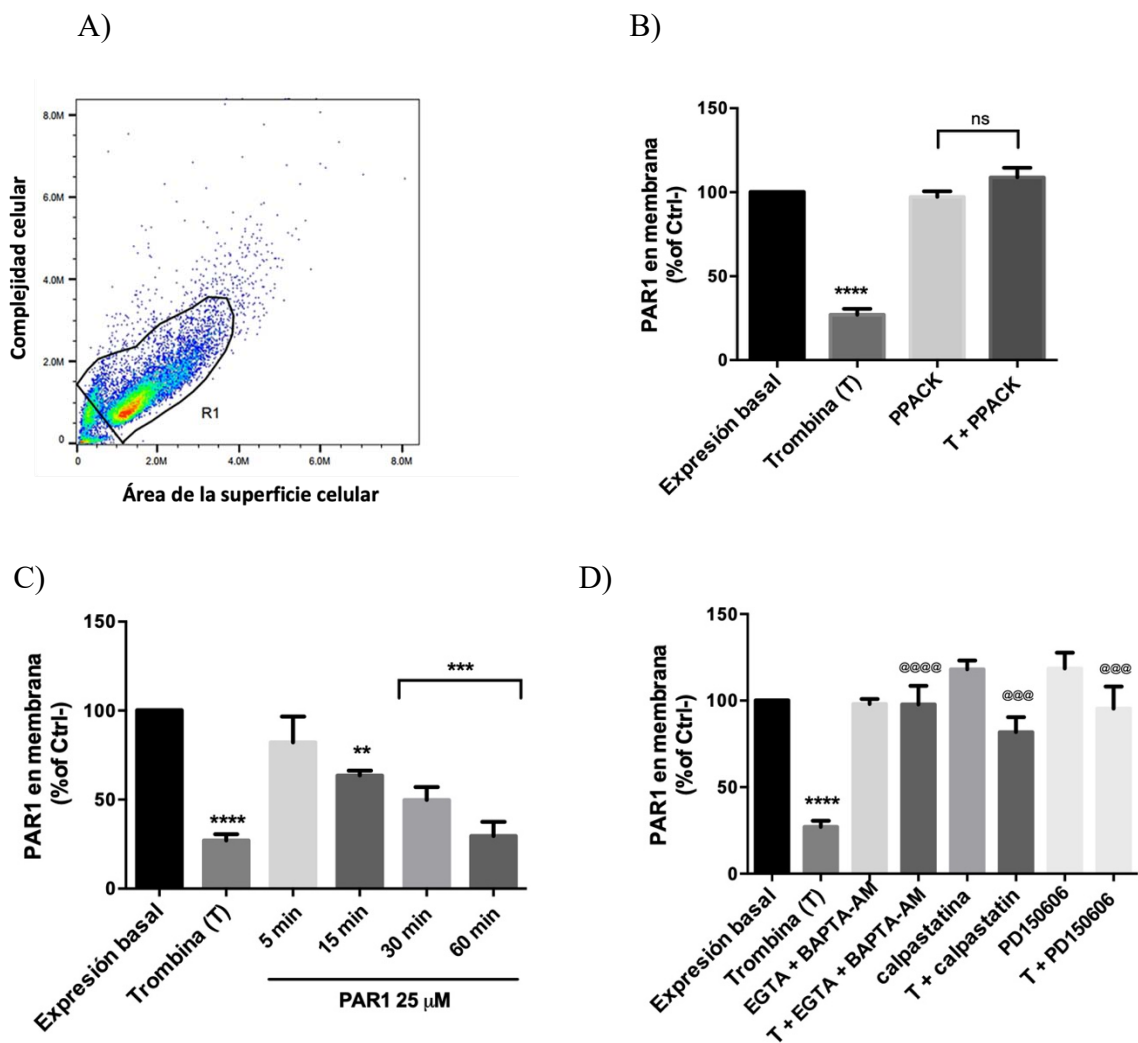 A)
Complejidad celular
8.0M
6.0M
4.0M
2.0M
0
R1
0
2.0M
4.0M
6.0M
8.0M
Área de la superficie celular
B)
PAR1 en membrana
(%of Ctrl-)
150
100
50
0
****
ns
Expresión basal
Trombina (T)
PPACK
T + PPACK
C)
PAR1 en membrana
(%of Ctrl-)
150
100
50
0
****
**
***
Expresión basal
Trombina (T)
5 min
15 min
30 min
60 min
PAR1 25 μM
D)
PAR1 en membrana
(%of Ctrl-)
150
100
50
0
****
@@@@
@@@
@@@
Expresión basal
Trombina (T)
EGTA + BAPTA-AM
T + EGTA + BAPTA-AM
calpastatina
T + calpastatin
PD150606
T + PD150606